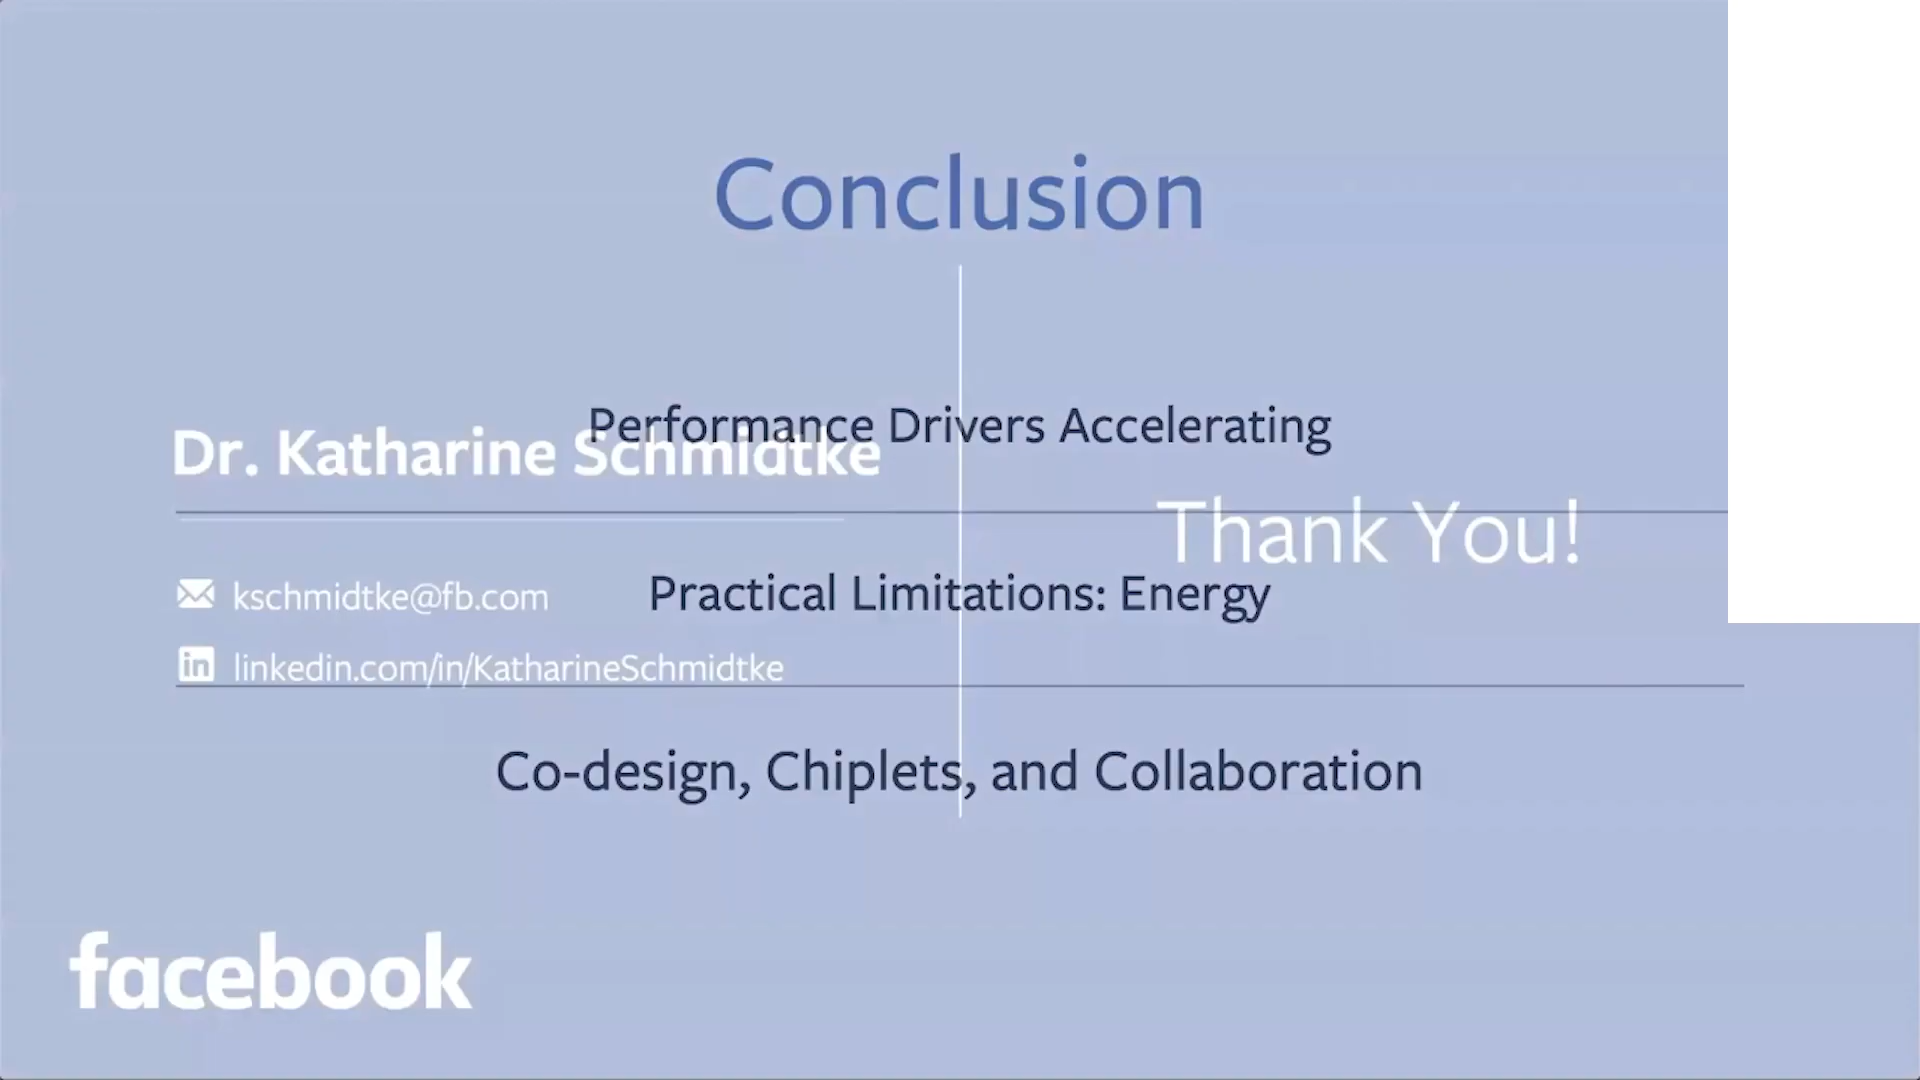 Conclusion
Performance Drivers Accelerating
Dr. Katharine Schmidtke
Thank You!
Practical Limitations: Energy
kschmidtke@fb.com
in linkedin.com/in/KatharineSchmidtke
Co-design, Chiplets, and Collaboration
facebook